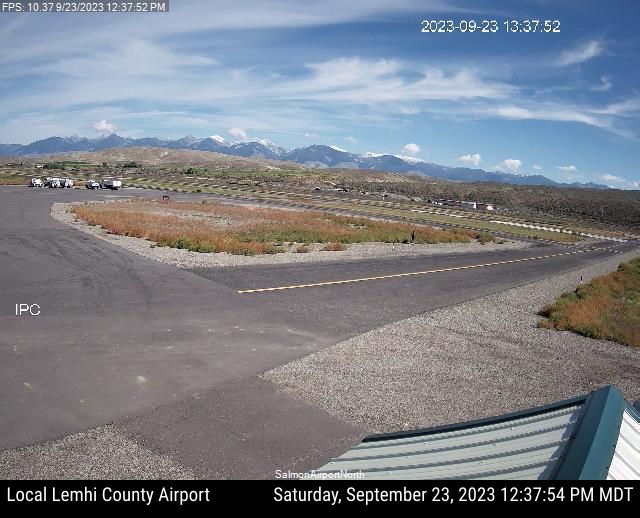 FPS: 10.37 9/23/2023 12:37:52 PM
2023-09-23 13:37:52
IPC
SalmonAirportNorth
Local Lemhi County Airport Saturday, September 23, 2023 12:37:54 PM MDT